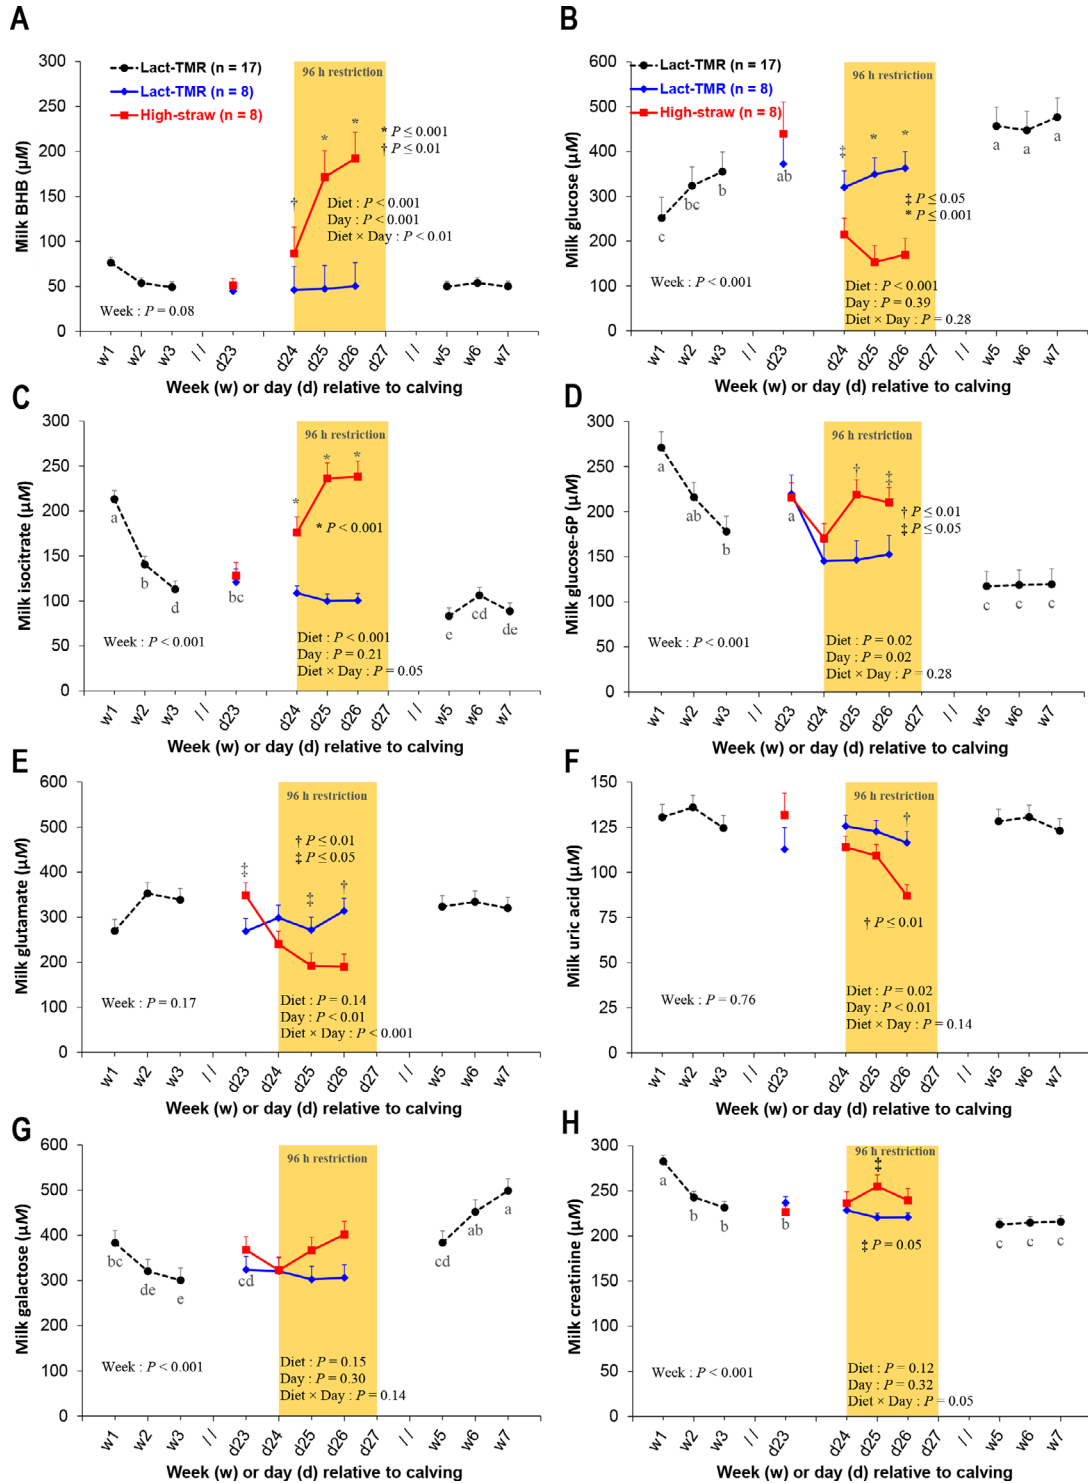 A
Milk BHB (µM)
300
250
200
150
100
50
0
Lact-TMR (n = 17)
Lact-TMR (n = 8)
High-straw (n = 8)
96 h restriction
†
*
*
* P ≤ 0.001
† P ≤ 0.01
Diet : P < 0.001
Day : P < 0.001
Diet × Day : P < 0.01
Week : P = 0.08
w1 w2 w3 // d23 d24 d25 d26 d27 // w5 w6 w7
Week (w) or day (d) relative to calving
B
Milk glucose (µM)
600
500
400
300
200
100
0
Lact-TMR (n = 17)
Lact-TMR (n = 8)
High-straw (n = 8)
96 h restriction
‡
*
*
c bc b ab a a a
‡ P ≤ 0.05
* P ≤ 0.001
Week : P < 0.001
Diet : P < 0.001
Day : P = 0.39
Diet × Day : P = 0.28
w1 w2 w3 // d23 d24 d25 d26 d27 // w5 w6 w7
Week (w) or day (d) relative to calving
C
Milk isocitrate (µM)
300
250
200
150
100
50
0
96 h restriction
*
*
*
* P < 0.001
a b d bc e cd de
Week : P < 0.001
Diet : P < 0.001
Day : P = 0.21
Diet × Day : P = 0.05
w1 w2 w3 // d23 d24 d25 d26 d27 // w5 w6 w7
Week (w) or day (d) relative to calving
D
Milk glucose-6P (µM)
300
250
200
150
100
50
0
96 h restriction
†
‡
† P ≤ 0.01
‡ P ≤ 0.05
a ab b a c c c
Week : P < 0.001
Diet : P = 0.02
Day : P = 0.02
Diet × Day : P = 0.28
w1 w2 w3 // d23 d24 d25 d26 d27 // w5 w6 w7
Week (w) or day (d) relative to calving
E
Milk glutamate (µM)
600
500
400
300
200
100
0
96 h restriction
† P ≤ 0.01
‡ P ≤ 0.05
‡
‡
†
Week : P = 0.17
Diet : P = 0.14
Day : P < 0.01
Diet × Day : P < 0.001
w1 w2 w3 // d23 d24 d25 d26 d27 // w5 w6 w7
Week (w) or day (d) relative to calving
F
Milk uric acid (µM)
150
125
100
75
50
25
0
96 h restriction
†
† P ≤ 0.01
Week : P = 0.76
Diet : P = 0.02
Day : P < 0.01
Diet × Day : P = 0.14
w1 w2 w3 // d23 d24 d25 d26 d27 // w5 w6 w7
Week (w) or day (d) relative to calving
G
Milk galactose (µM)
600
500
400
300
200
100
0
96 h restriction
bc de e cd cd ab a
Week : P < 0.001
Diet : P = 0.15
Day : P = 0.30
Diet × Day : P = 0.14
w1 w2 w3 // d23 d24 d25 d26 d27 // w5 w6 w7
Week (w) or day (d) relative to calving
H
Milk creatinine (µM)
300
250
200
150
100
50
0
96 h restriction
‡
‡ P = 0.05
a b b b c c c
Week : P < 0.001
Diet : P = 0.12
Day : P = 0.32
Diet × Day : P = 0.05
w1 w2 w3 // d23 d24 d25 d26 d27 // w5 w6 w7
Week (w) or day (d) relative to calving